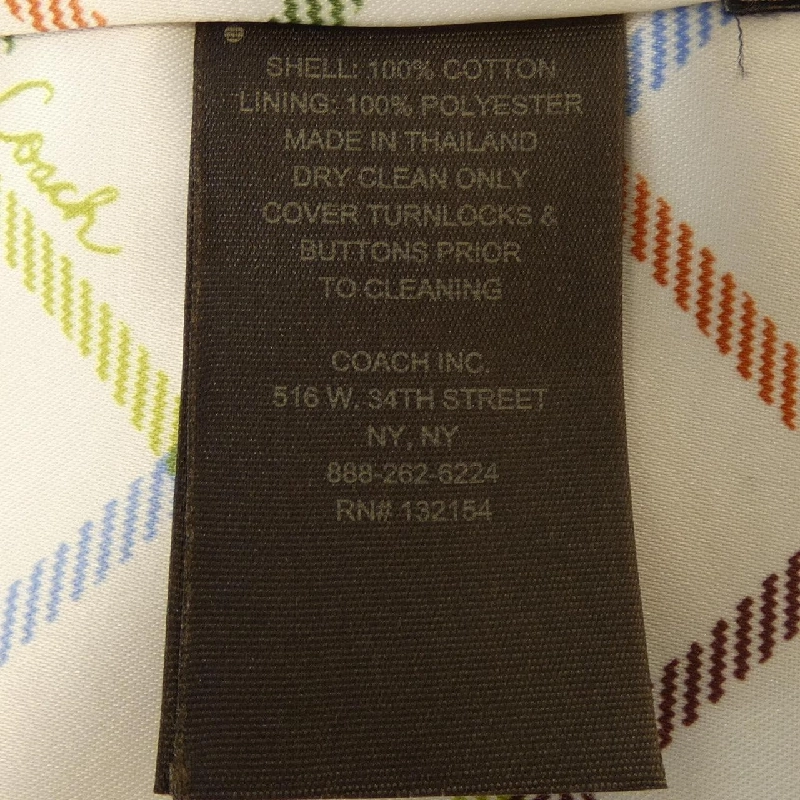 Coach
SHELL: 100% COTTON
LINING: 100% POLYESTER
MADE IN THAILAND
DRY CLEAN ONLY
COVER TURNLOCKS &
BUTTONS PRIOR
TO CLEANING
COACH INC.
516 W. 34TH STREET
NY, NY
888-262-6224
RN# 132154